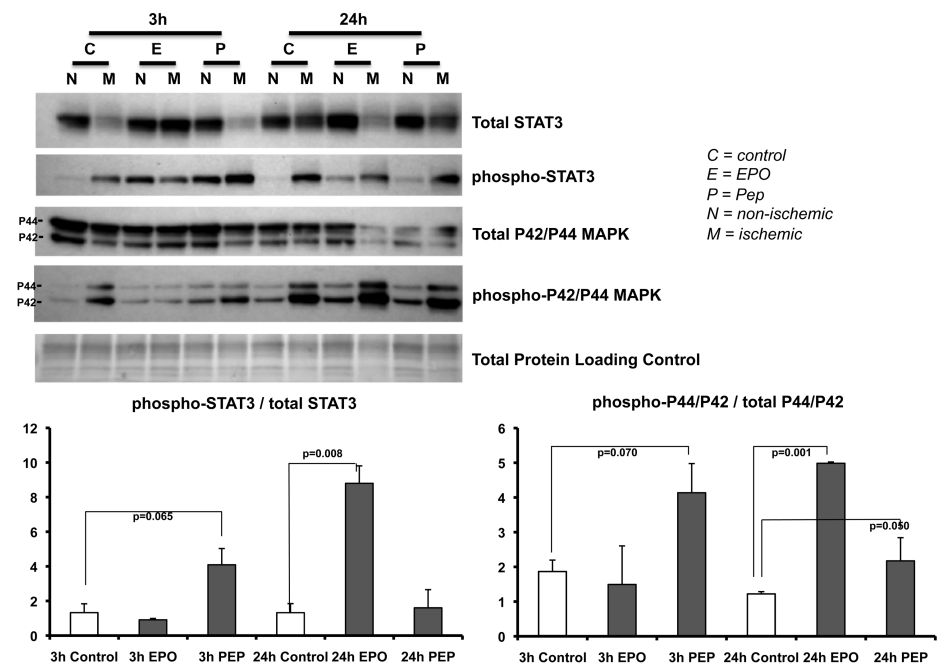 3h 24h
C E P C E P
N M N M N M N M N M N M
Total STAT3
phospho-STAT3
P44-
P42-
Total P42/P44 MAPK
P44-
P42-
phospho-P42/P44 MAPK
Total Protein Loading Control
C = control
E = EPO
P = Pep
N = non-ischemic
M = ischemic
phospho-STAT3 / total STAT3
12
10
8
6
4
2
0
p=0.065
p=0.008
3h Control 3h EPO 3h PEP 24h Control 24h EPO 24h PEP
phospho-P44/P42 / total P44/P42
6
5
4
3
2
1
0
p=0.070
p=0.001
p=0.050
3h Control 3h EPO 3h PEP 24h Control 24h EPO 24h PEP